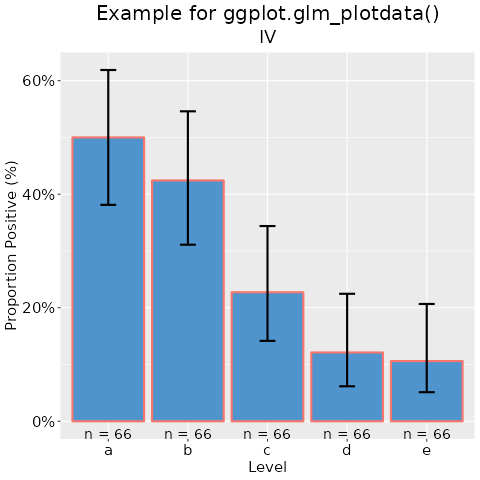 Example for ggplot.glm_plotdata()
IV
Proportion Positive (%)
60%
40%
20%
0%
n = 66 n = 66 n = 66 n = 66 n = 66
a b c d e
Level